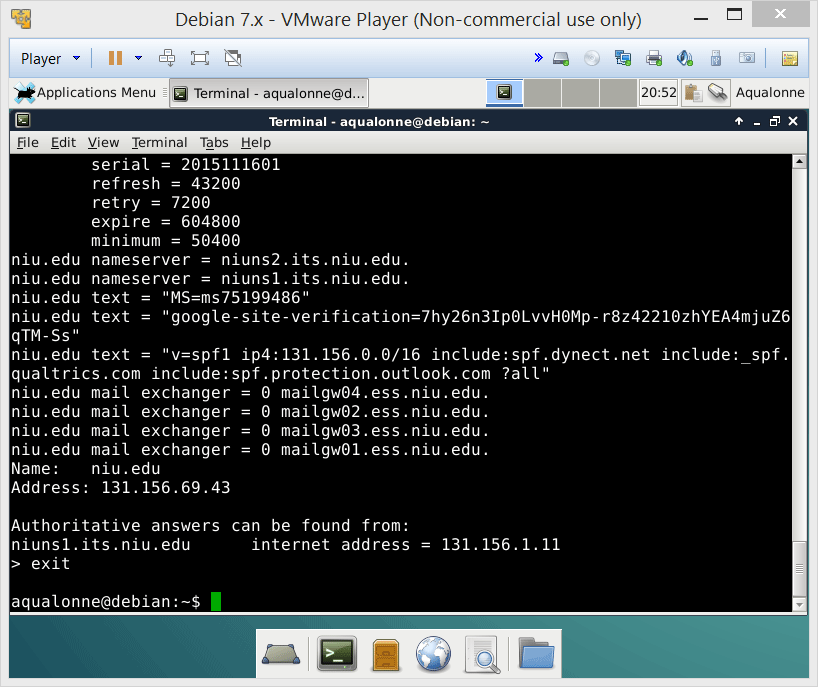 Debian 7.x - VMware Player (Non-commercial use only)
Player
Applications Menu
Terminal - aqualonne@d...
20:52
Aqualonne
Terminal - aqualonne@debian: ~
File Edit View Terminal Tabs Help
serial = 2015111601
refresh = 43200
retry = 7200
expire = 604800
minimum = 50400
niu.edu nameserver = niuns2.its.niu.edu.
niu.edu nameserver = niuns1.its.niu.edu.
niu.edu text = "MS=ms75199486"
niu.edu text = "google-site-verification=7hy26n3Ip0LvvH0Mp-r8z42210zhYEA4mjuZ6
qTM-Ss"
niu.edu text = "v=spf1 ip4:131.156.0.0/16 include:spf.dynect.net include:_spf.
qualtrics.com include:spf.protection.outlook.com ?all"
niu.edu mail exchanger = 0 mailgw04.ess.niu.edu.
niu.edu mail exchanger = 0 mailgw02.ess.niu.edu.
niu.edu mail exchanger = 0 mailgw03.ess.niu.edu.
niu.edu mail exchanger = 0 mailgw01.ess.niu.edu.
Name: niu.edu
Address: 131.156.69.43
Authoritative answers can be found from:
niuns1.its.niu.edu internet address = 131.156.1.11
> exit
aqualonne@debian:~$